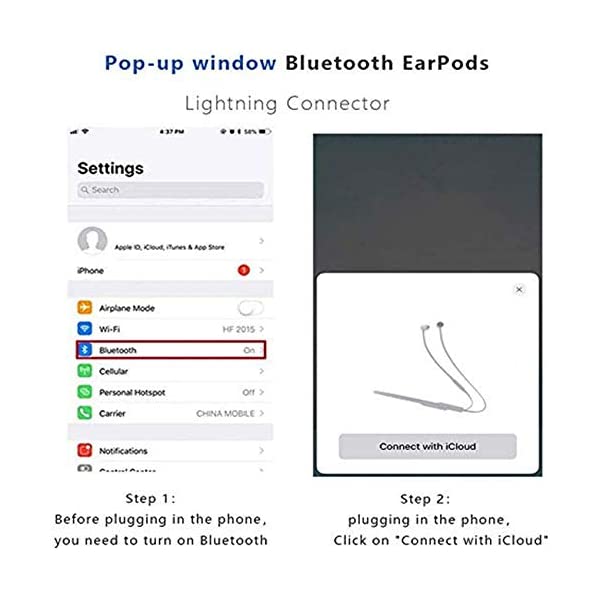 Pop-up window Bluetooth EarPods
Lightning Connector
4:37 PM
58%
Settings
Search
Apple ID, iCloud, iTunes & App Store
iPhone
1
Airplane Mode
Wi-Fi HF 2015
Bluetooth On
Cellular
Personal Hotspot Off
Carrier CHINA MOBILE
Notifications
Control Center
Connect with iCloud
Step 1:
Before plugging in the phone,
you need to turn on Bluetooth
Step 2:
plugging in the phone,
Click on "Connect with iCloud"